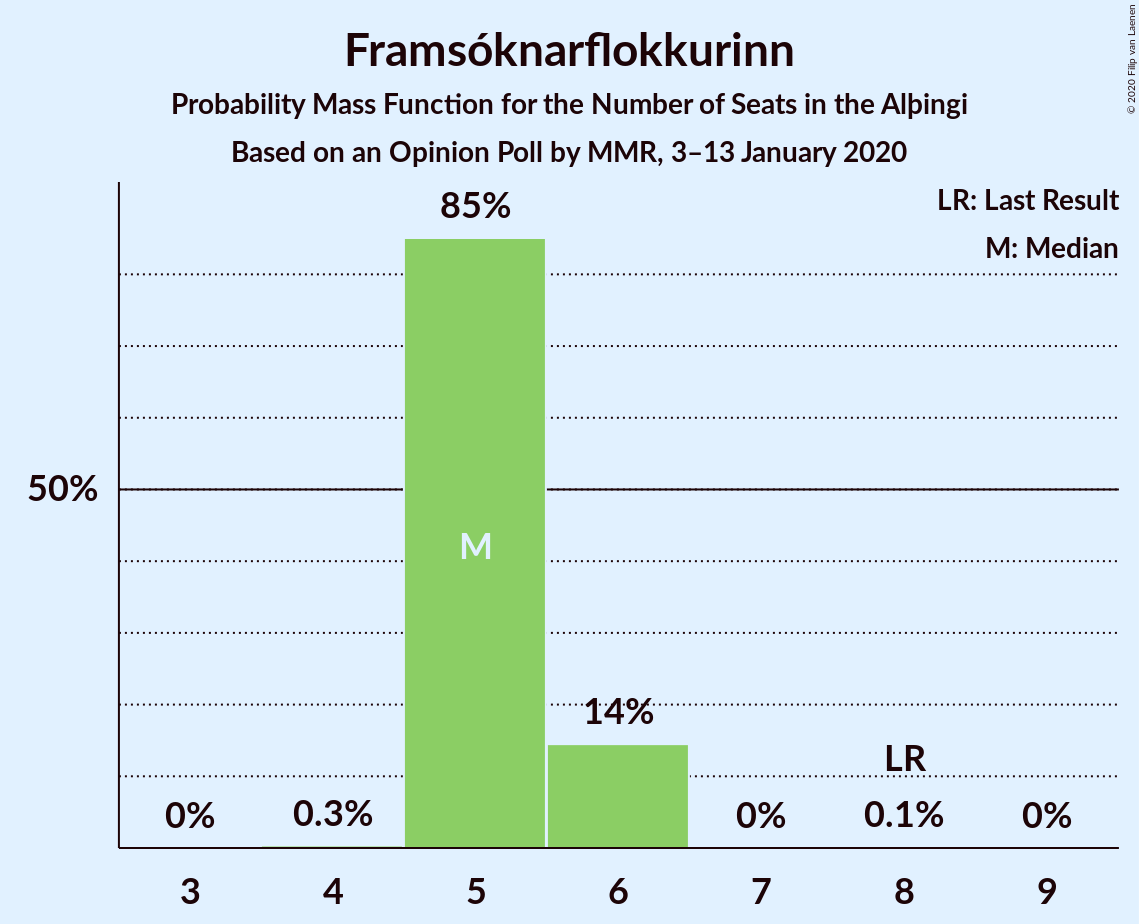 Framsóknarflokkurinn
Probability Mass Function for the Number of Seats in the Alþingi
Based on an Opinion Poll by MMR, 3–13 January 2020
© 2020 Filip van Laenen
LR: Last Result
M: Median
85%
50%
M
14%
LR
0% 0.3% 0% 0.1% 0%
3 4 5 6 7 8 9